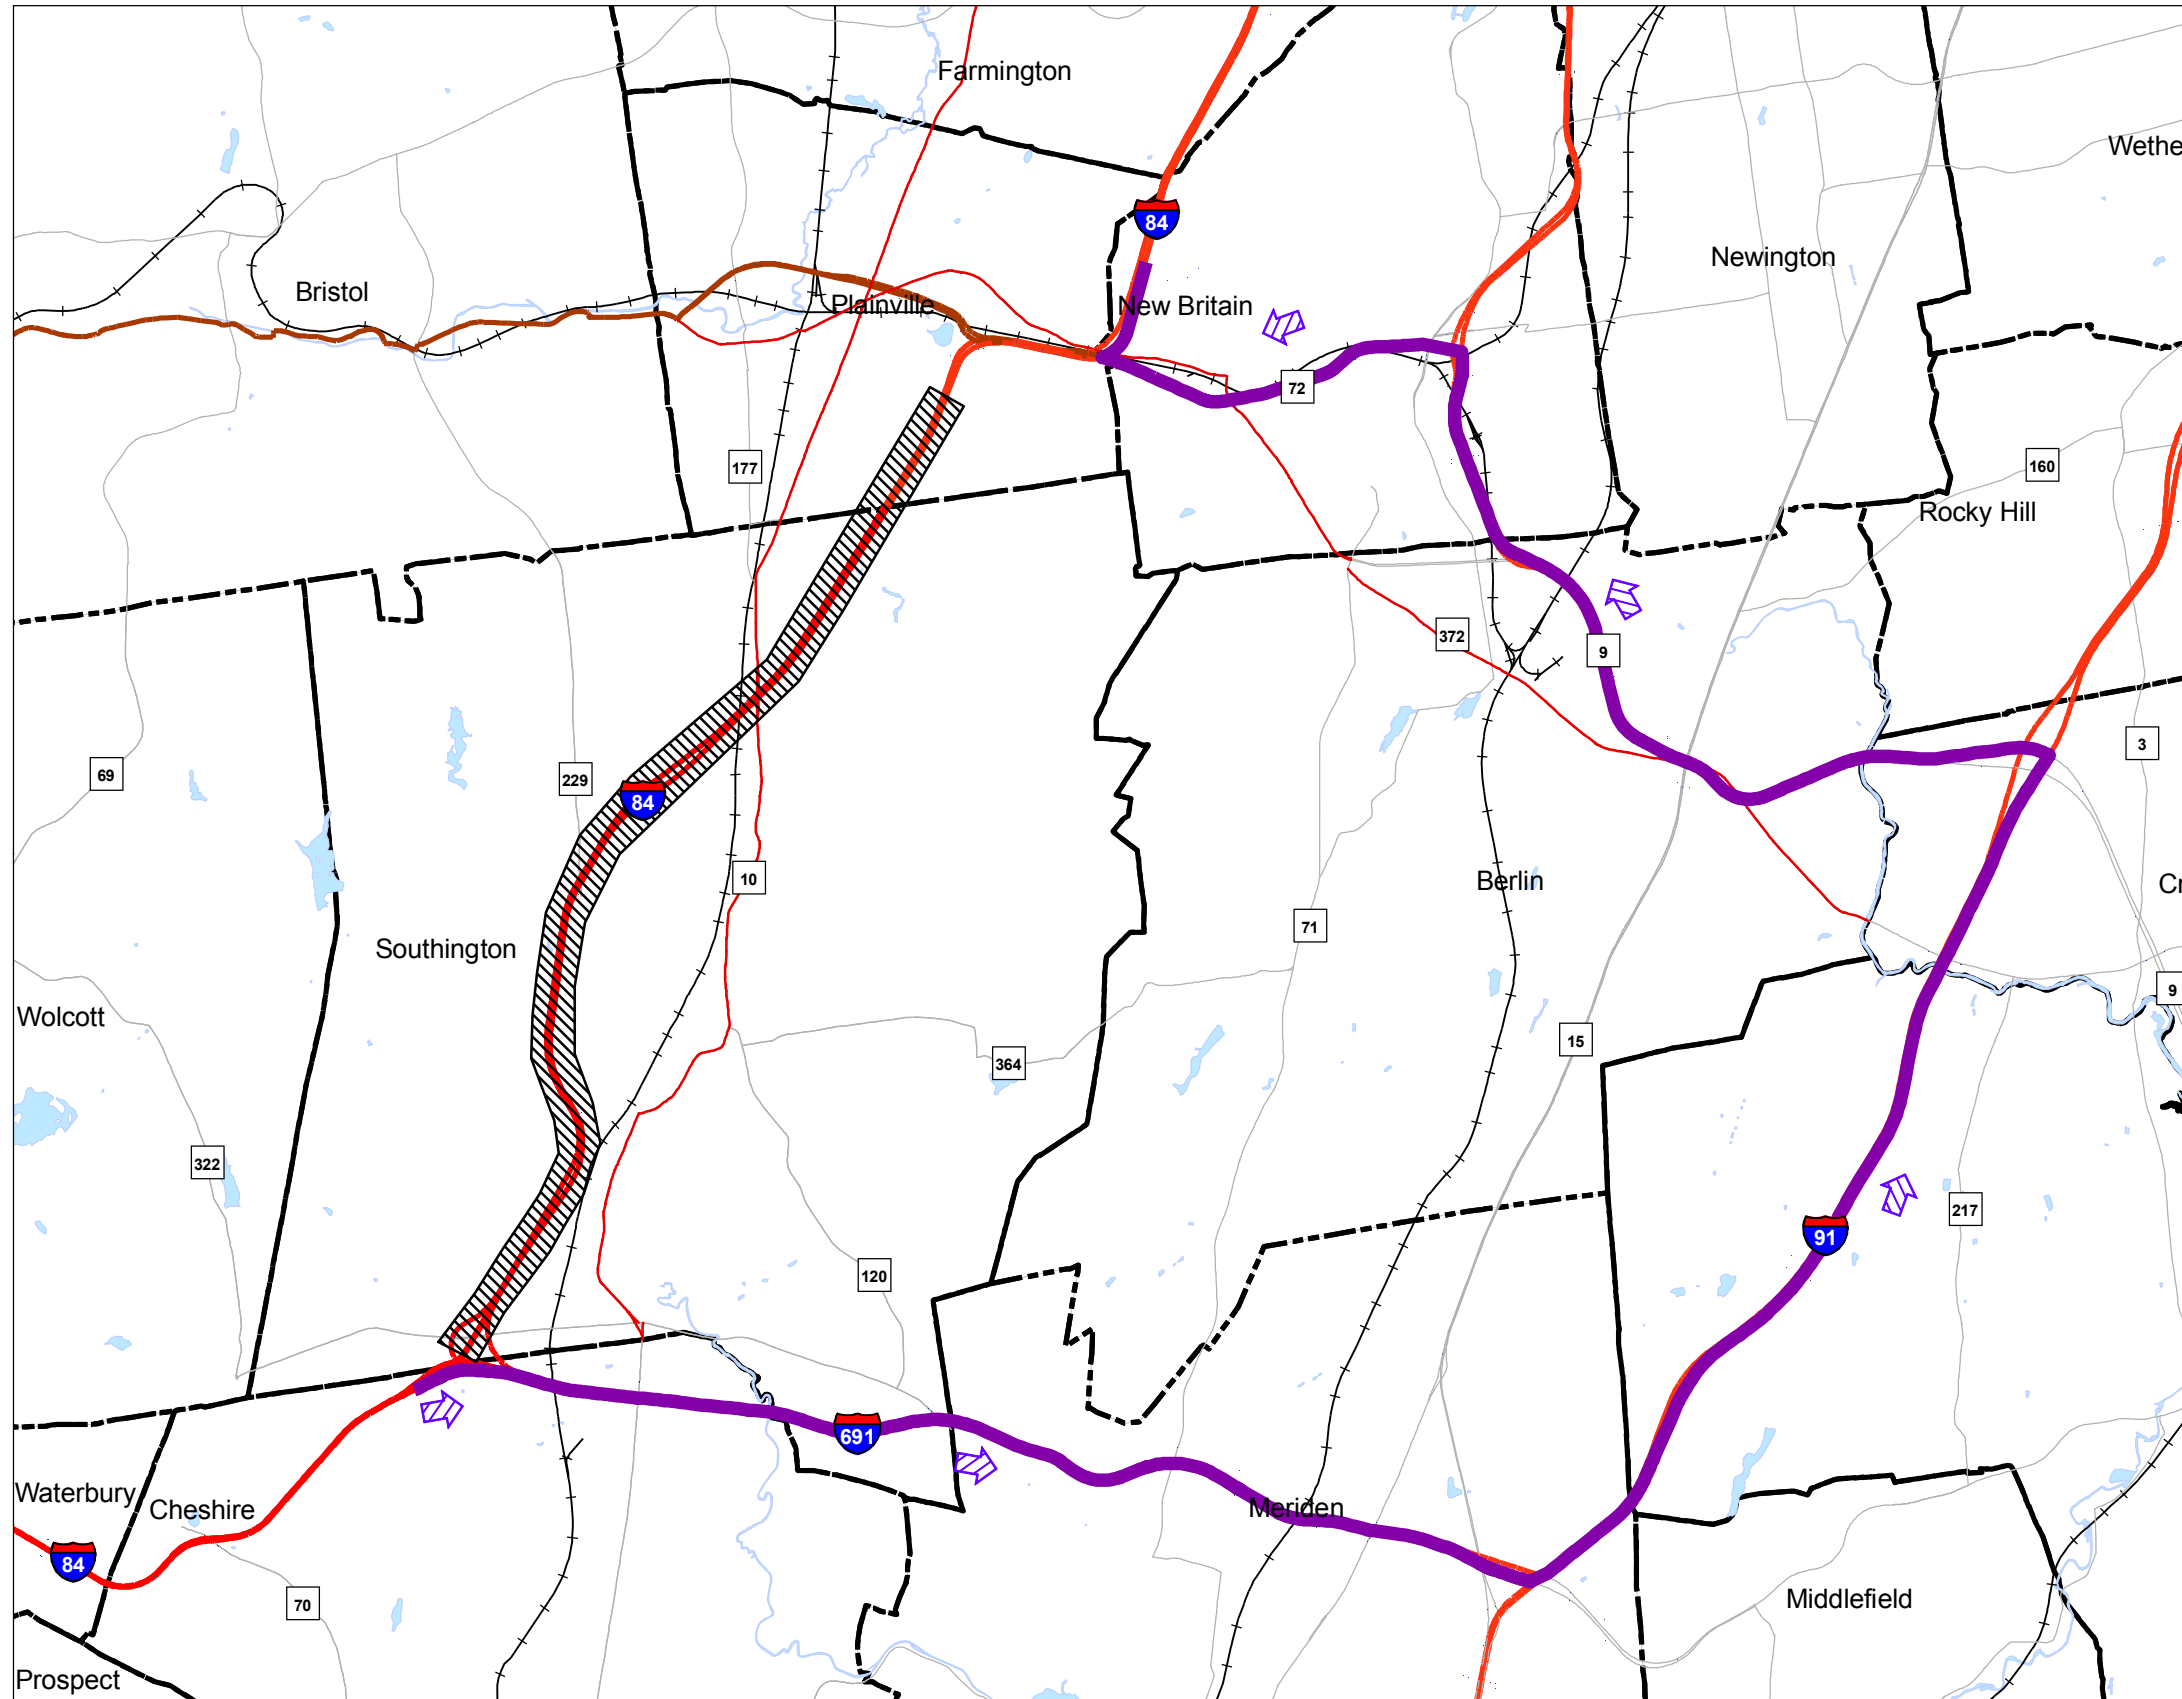 Farmington
Wethe
84
Newington
Bristol
Plainville
New Britain
72
177
160
Rocky Hill
372
9
3
69
229
84
10
Berlin
Cr
71
Southington
9
Wolcott
15
364
322
217
91
120
691
Waterbury
Cheshire
Meriden
84
70
Middlefield
Prospect